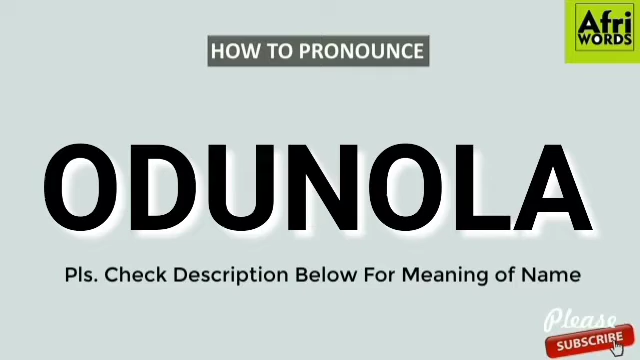 HOW TO PRONOUNCE
Afri
WORDS
ODUNOLA
Pls. Check Description Below For Meaning of Name
Please
SUBSCRIBE